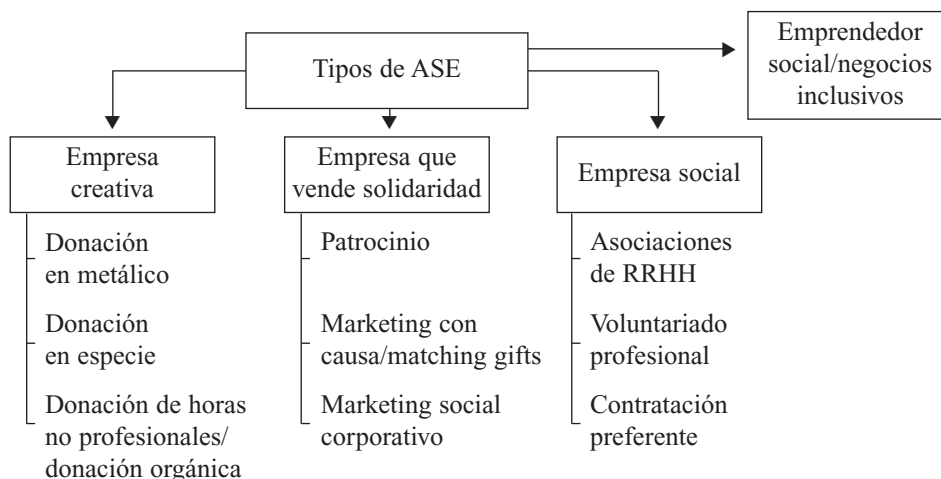 Tipos de ASE
Emprendedor
social/negocios
inclusivos
Empresa
creativa
Donación
en metálico
Donación
en especie
Donación de horas
no profesionales/
donación orgánica
Empresa que
vende solidaridad
Patrocinio
Marketing con
causa/matching gifts
Marketing social
corporativo
Empresa social
Asociaciones
de RRHH
Voluntariado
profesional
Contratación
preferente